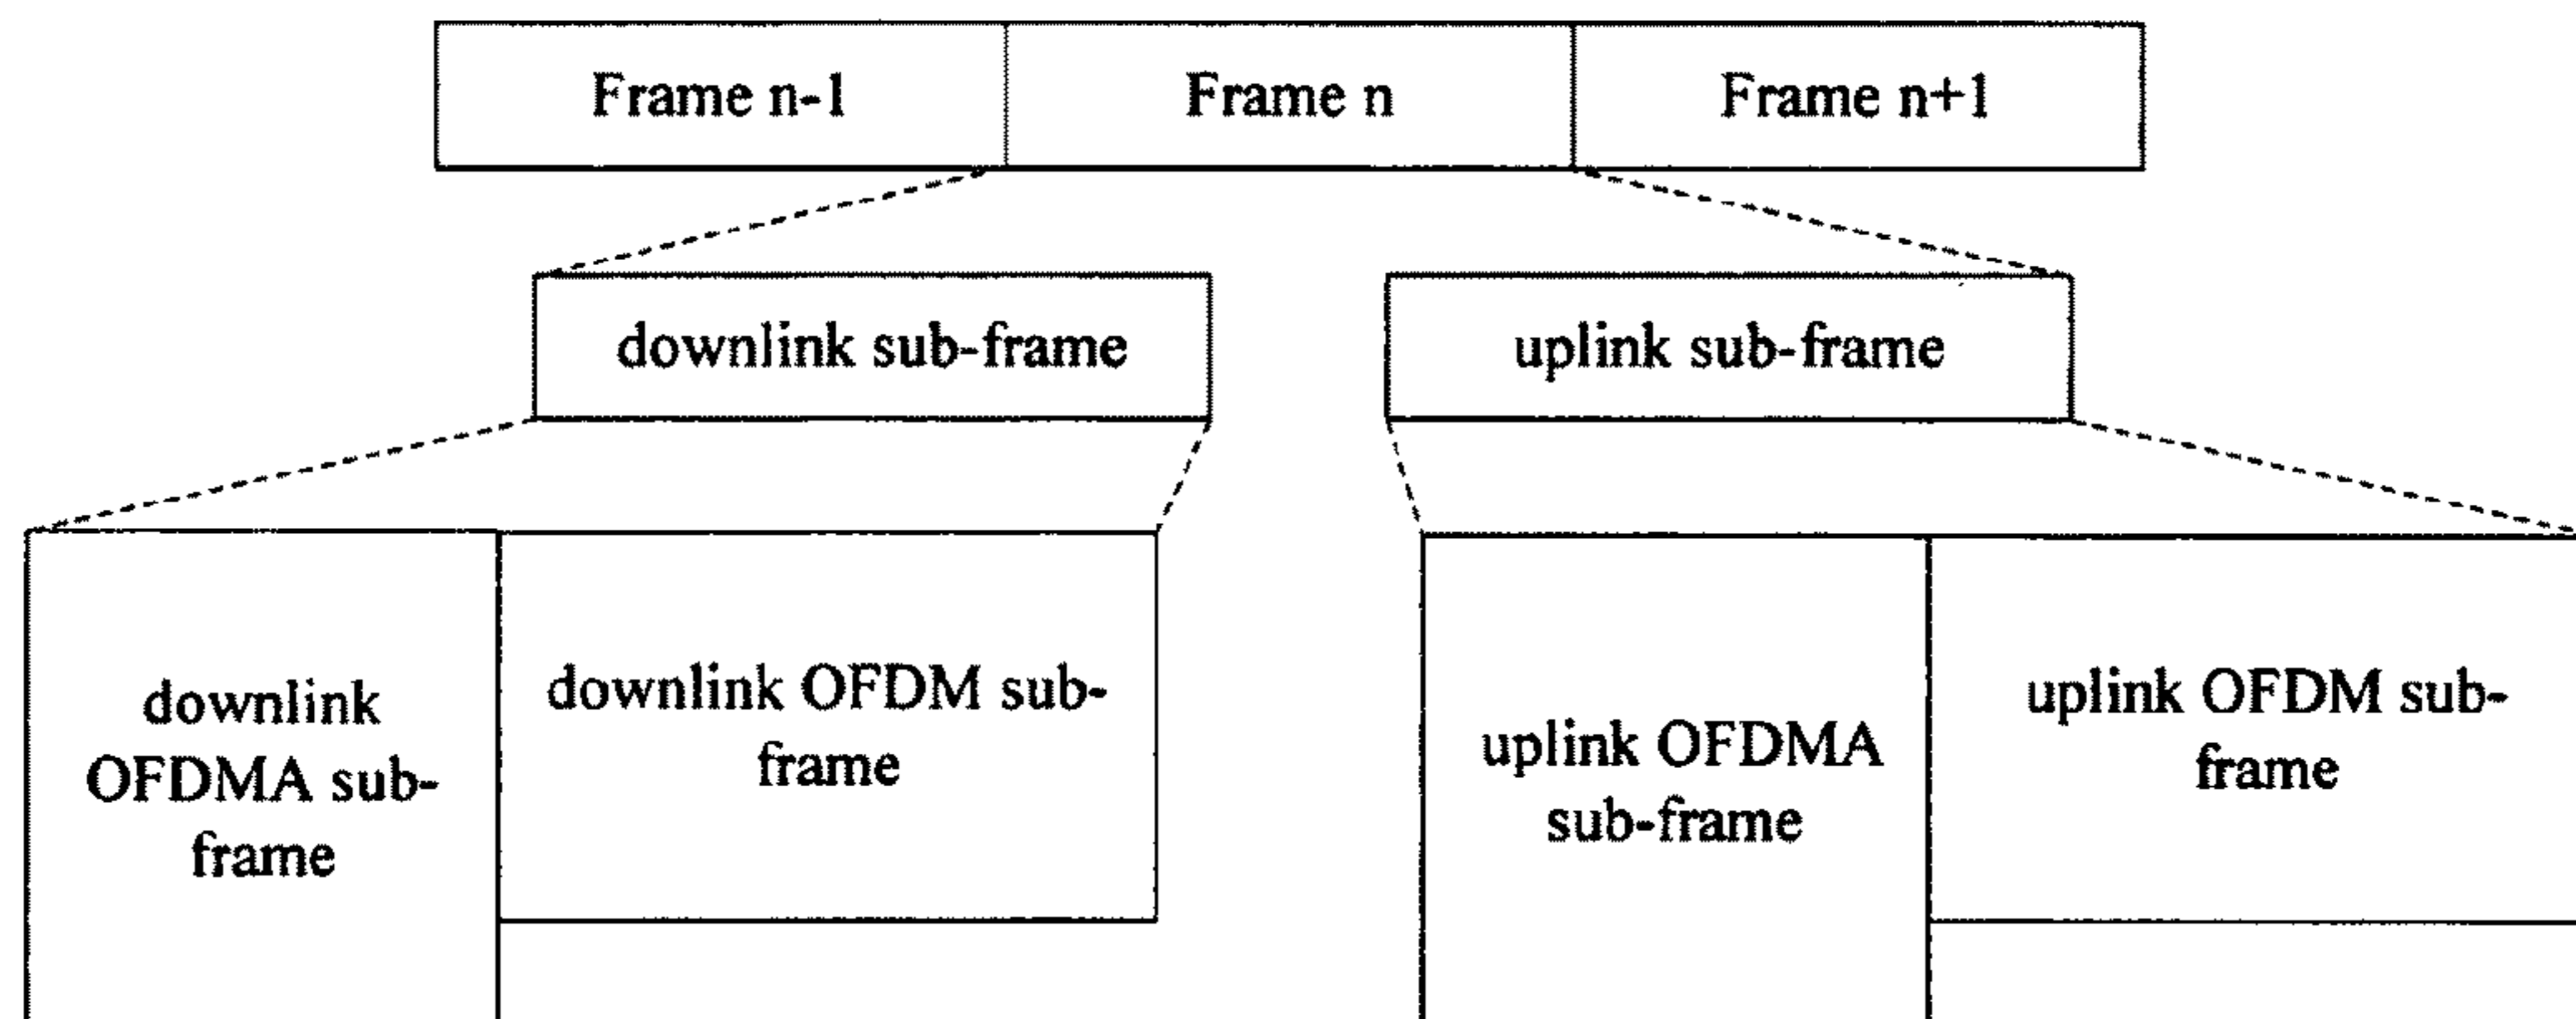 Frame n-1
Frame n
Frame n+1
downlink sub-frame
uplink sub-frame
downlink
OFDMA sub-
frame
downlink OFDM sub-
frame
uplink OFDMA
sub-frame
uplink OFDM sub-
frame